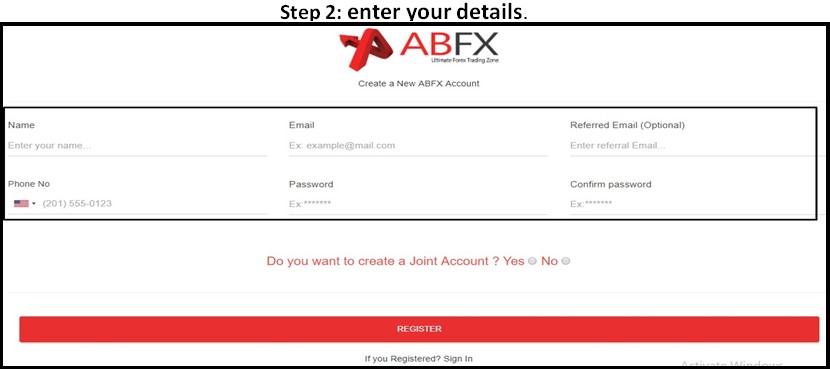 Step 2: enter your details.
ABFX
Ultimate Forex Trading Zone
Create a New ABFX Account
Name Email Referred Email (Optional)
Enter your name... Ex: example@mail.com Enter referral Email...
Phone No Password Confirm password
(201) 555-0123 Ex:******* Ex:*******
Do you want to create a Joint Account ? Yes No
REGISTER
If you Registered? Sign In
Activate Windows